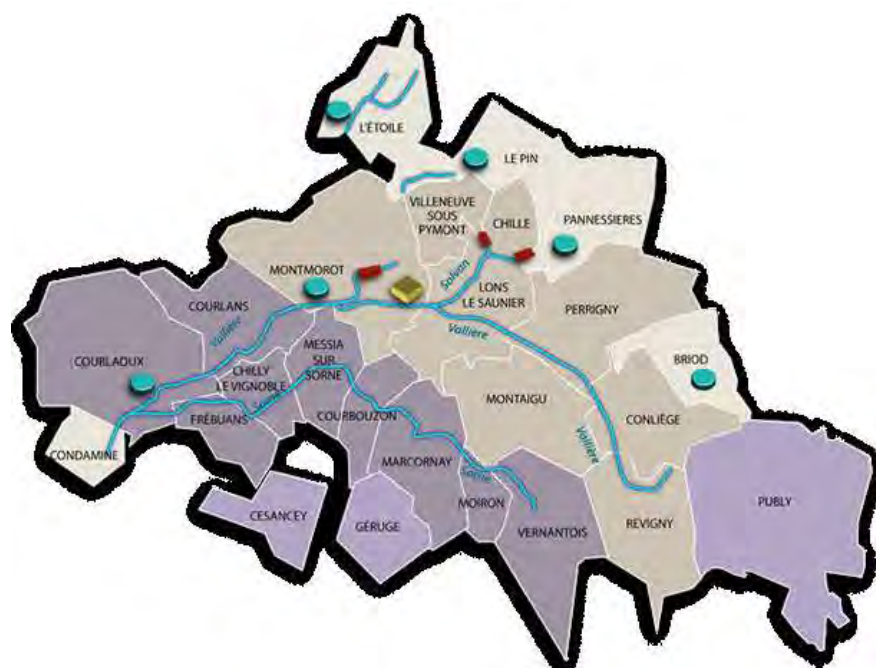 L'ÉTOILE
LE PIN
VILLENEUVE
SOUS
PYMONT
CHILLE
PANNESSIERES
MONTMOROT
Solvan
LONS
LE SAUNIER
PERRIGNY
COURLANS
Vallière
Vallière
MESSIA
SUR
SORNE
BRIOD
COURLAOUX
CHILLY
LE VIGNOBLE
Sorne
MONTAIGU
CONLIÈGE
FRÉBUANS
COURBOUZON
Vallière
CONDAMINE
MARCORNAY
Sorne
CESANCEY
GÉRUGE
MOIRON
VERNANTOIS
REVIGNY
PUBLY